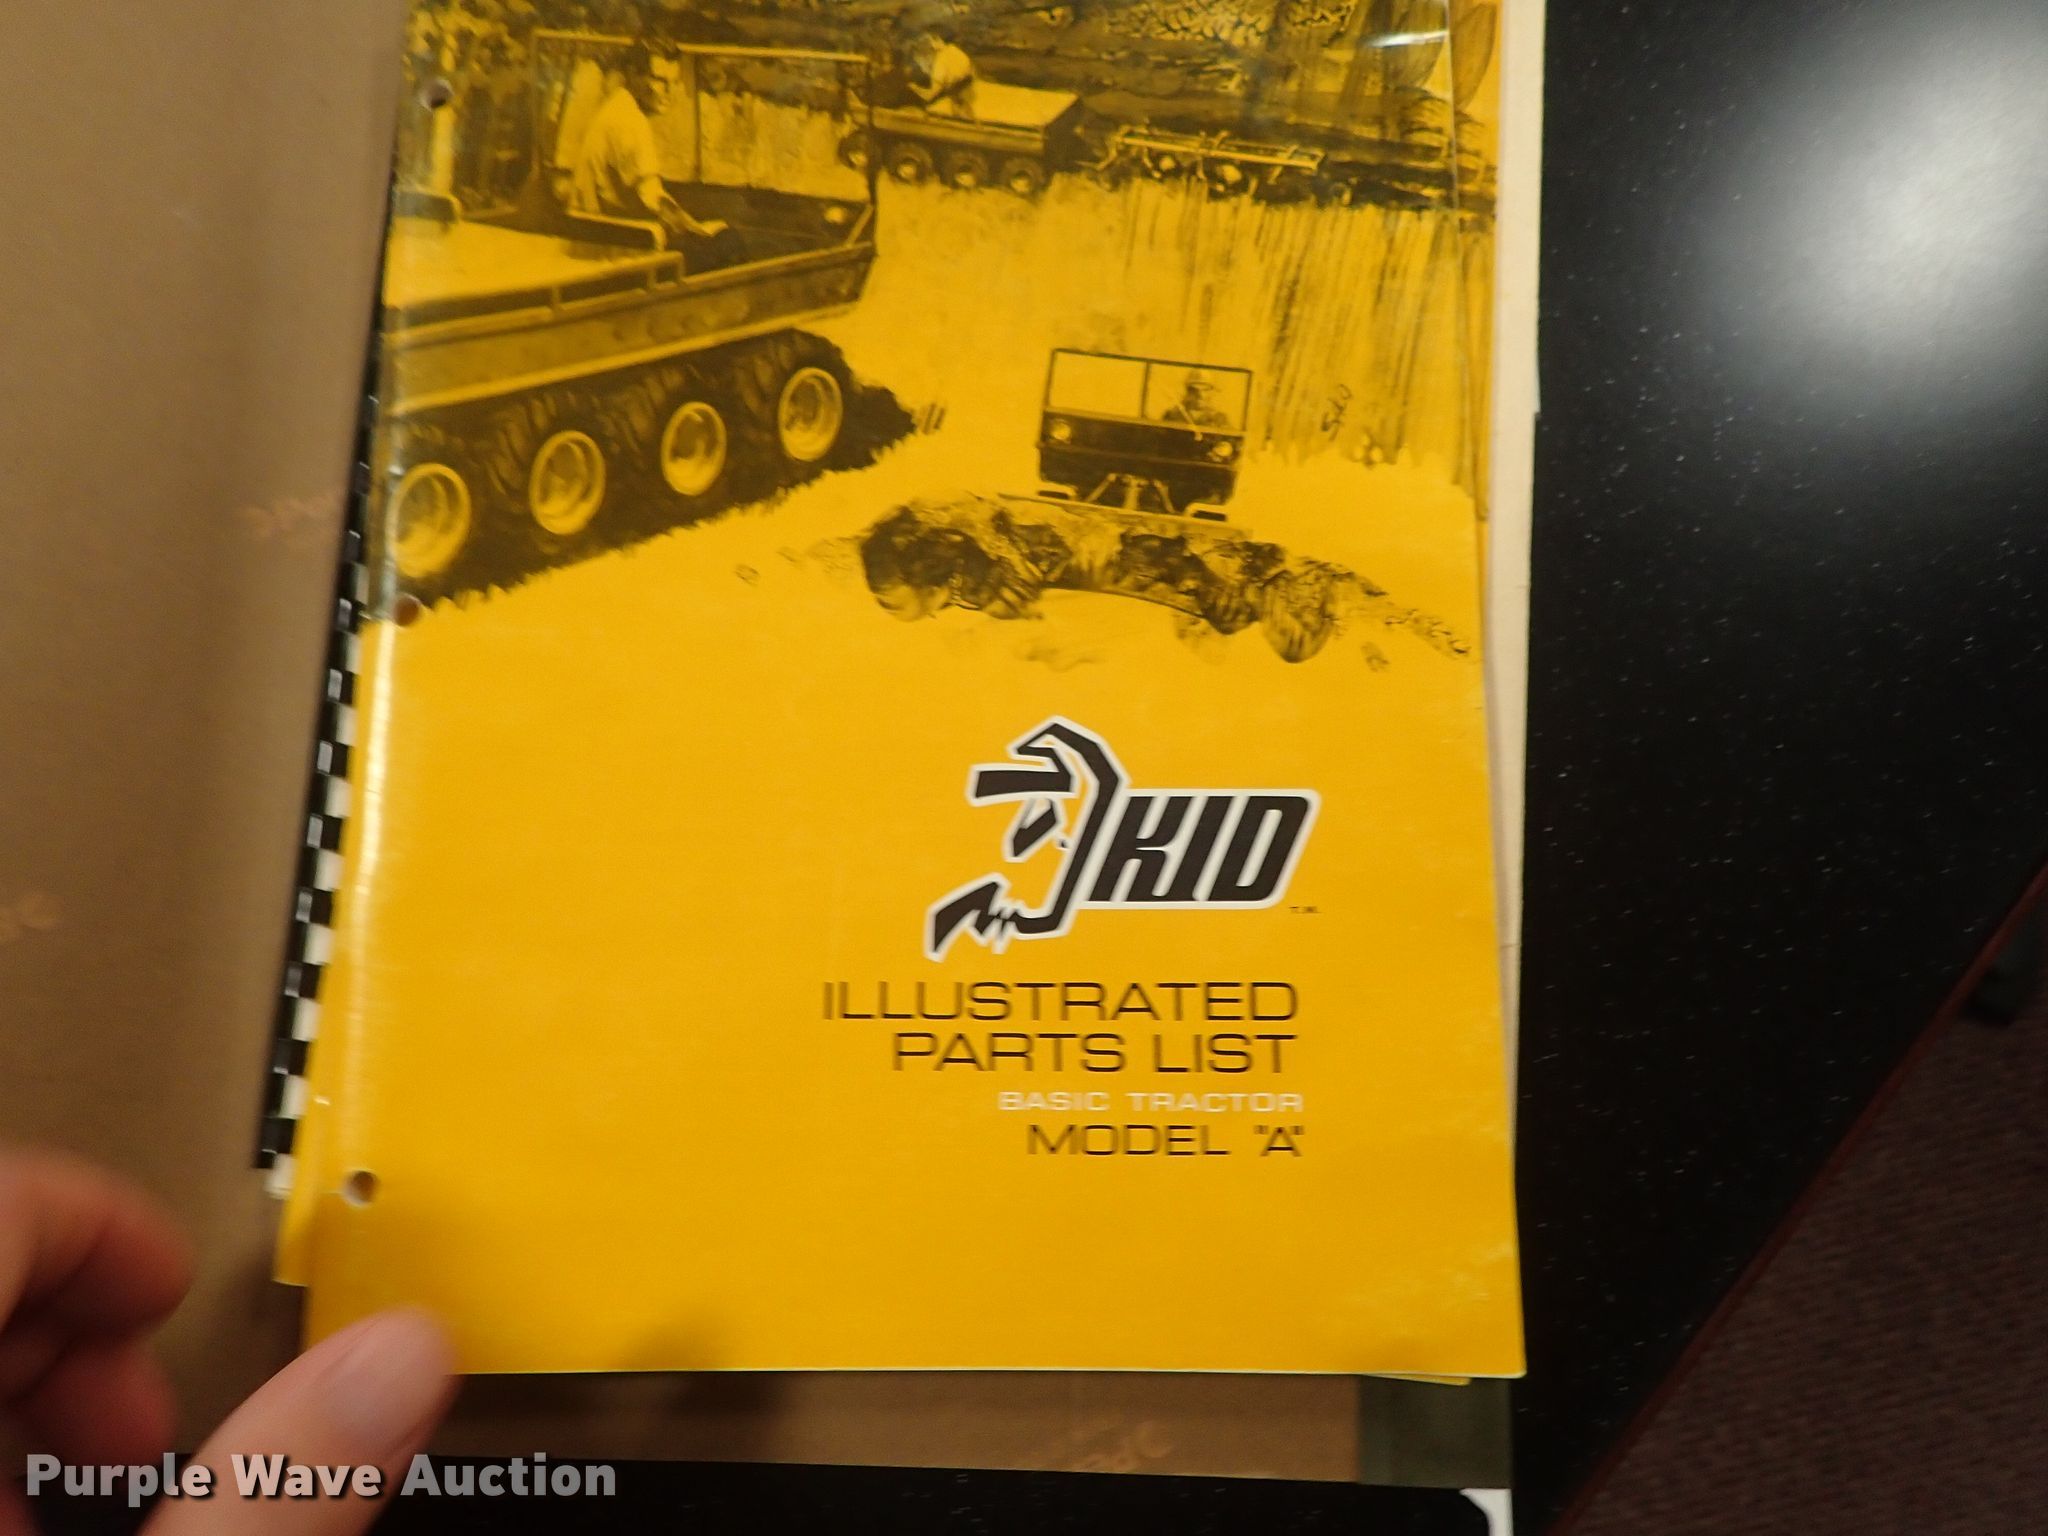 KID
T.M.
ILLUSTRATED
PARTS LIST
BASIC TRACTOR
MODEL "A"
Purple Wave Auction